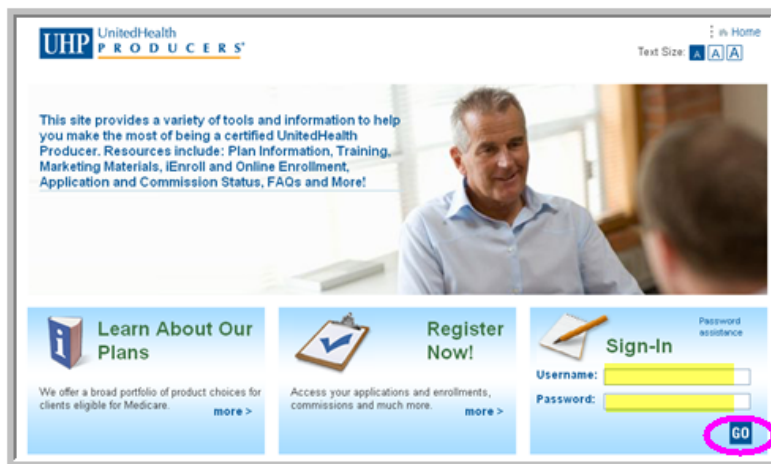 UHP UnitedHealth
PRODUCERS®
Home
Text Size: A A A
This site provides a variety of tools and information to help
you make the most of being a certified UnitedHealth
Producer. Resources include: Plan Information, Training,
Marketing Materials, iEnroll and Online Enrollment,
Application and Commission Status, FAQs and More!
Learn About Our
Plans
We offer a broad portfolio of product choices for
clients eligible for Medicare.
more >
Register
Now!
Access your applications and enrollments,
commissions and much more.
more >
Password
assistance
Sign-In
Username:
Password:
GO